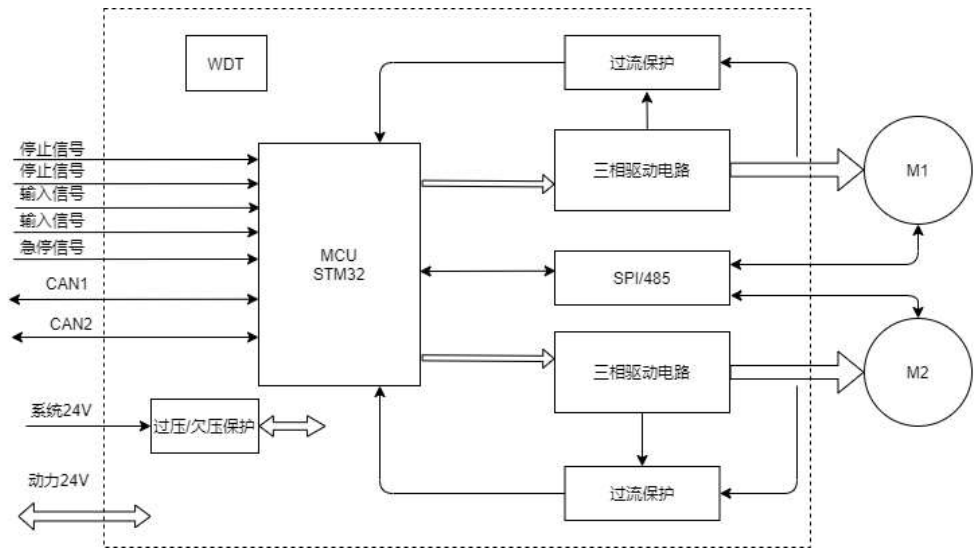 WDT
过流保护
停止信号
停止信号
输入信号
输入信号
急停信号
CAN1
CAN2
MCU
STM32
三相驱动电路
M1
SPI/485
三相驱动电路
M2
系统24V
过压/欠压保护
动力24V
过流保护